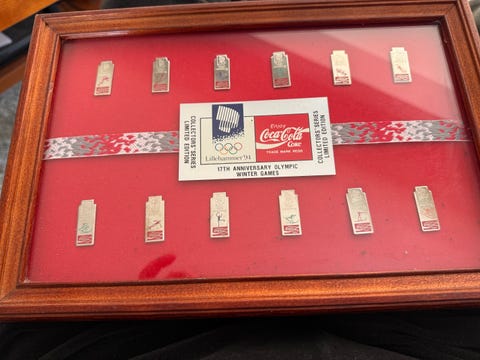 COLLECTORS' SERIES
LIMITED EDITION
Lillehammer '94
Enjoy
Coca-Cola
Coke
TRADE MARK REGD
COLLECTORS' SERIES
LIMITED EDITION
17TH ANNIVERSARY OLYMPIC
WINTER GAMES